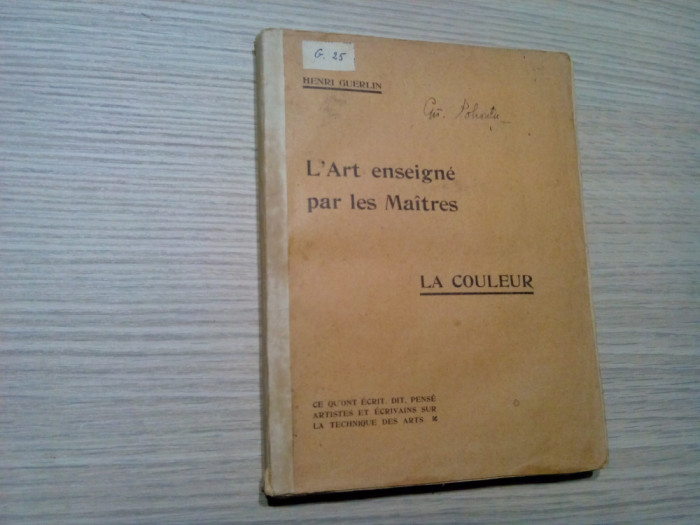 G. 25
HENRI GUERLIN
L'Art enseigné
par les Maîtres
LA COULEUR
CE QU'ONT ÉCRIT, DIT, PENSÉ
ARTISTES ET ÉCRIVAINS SUR
LA TECHNIQUE DES ARTS